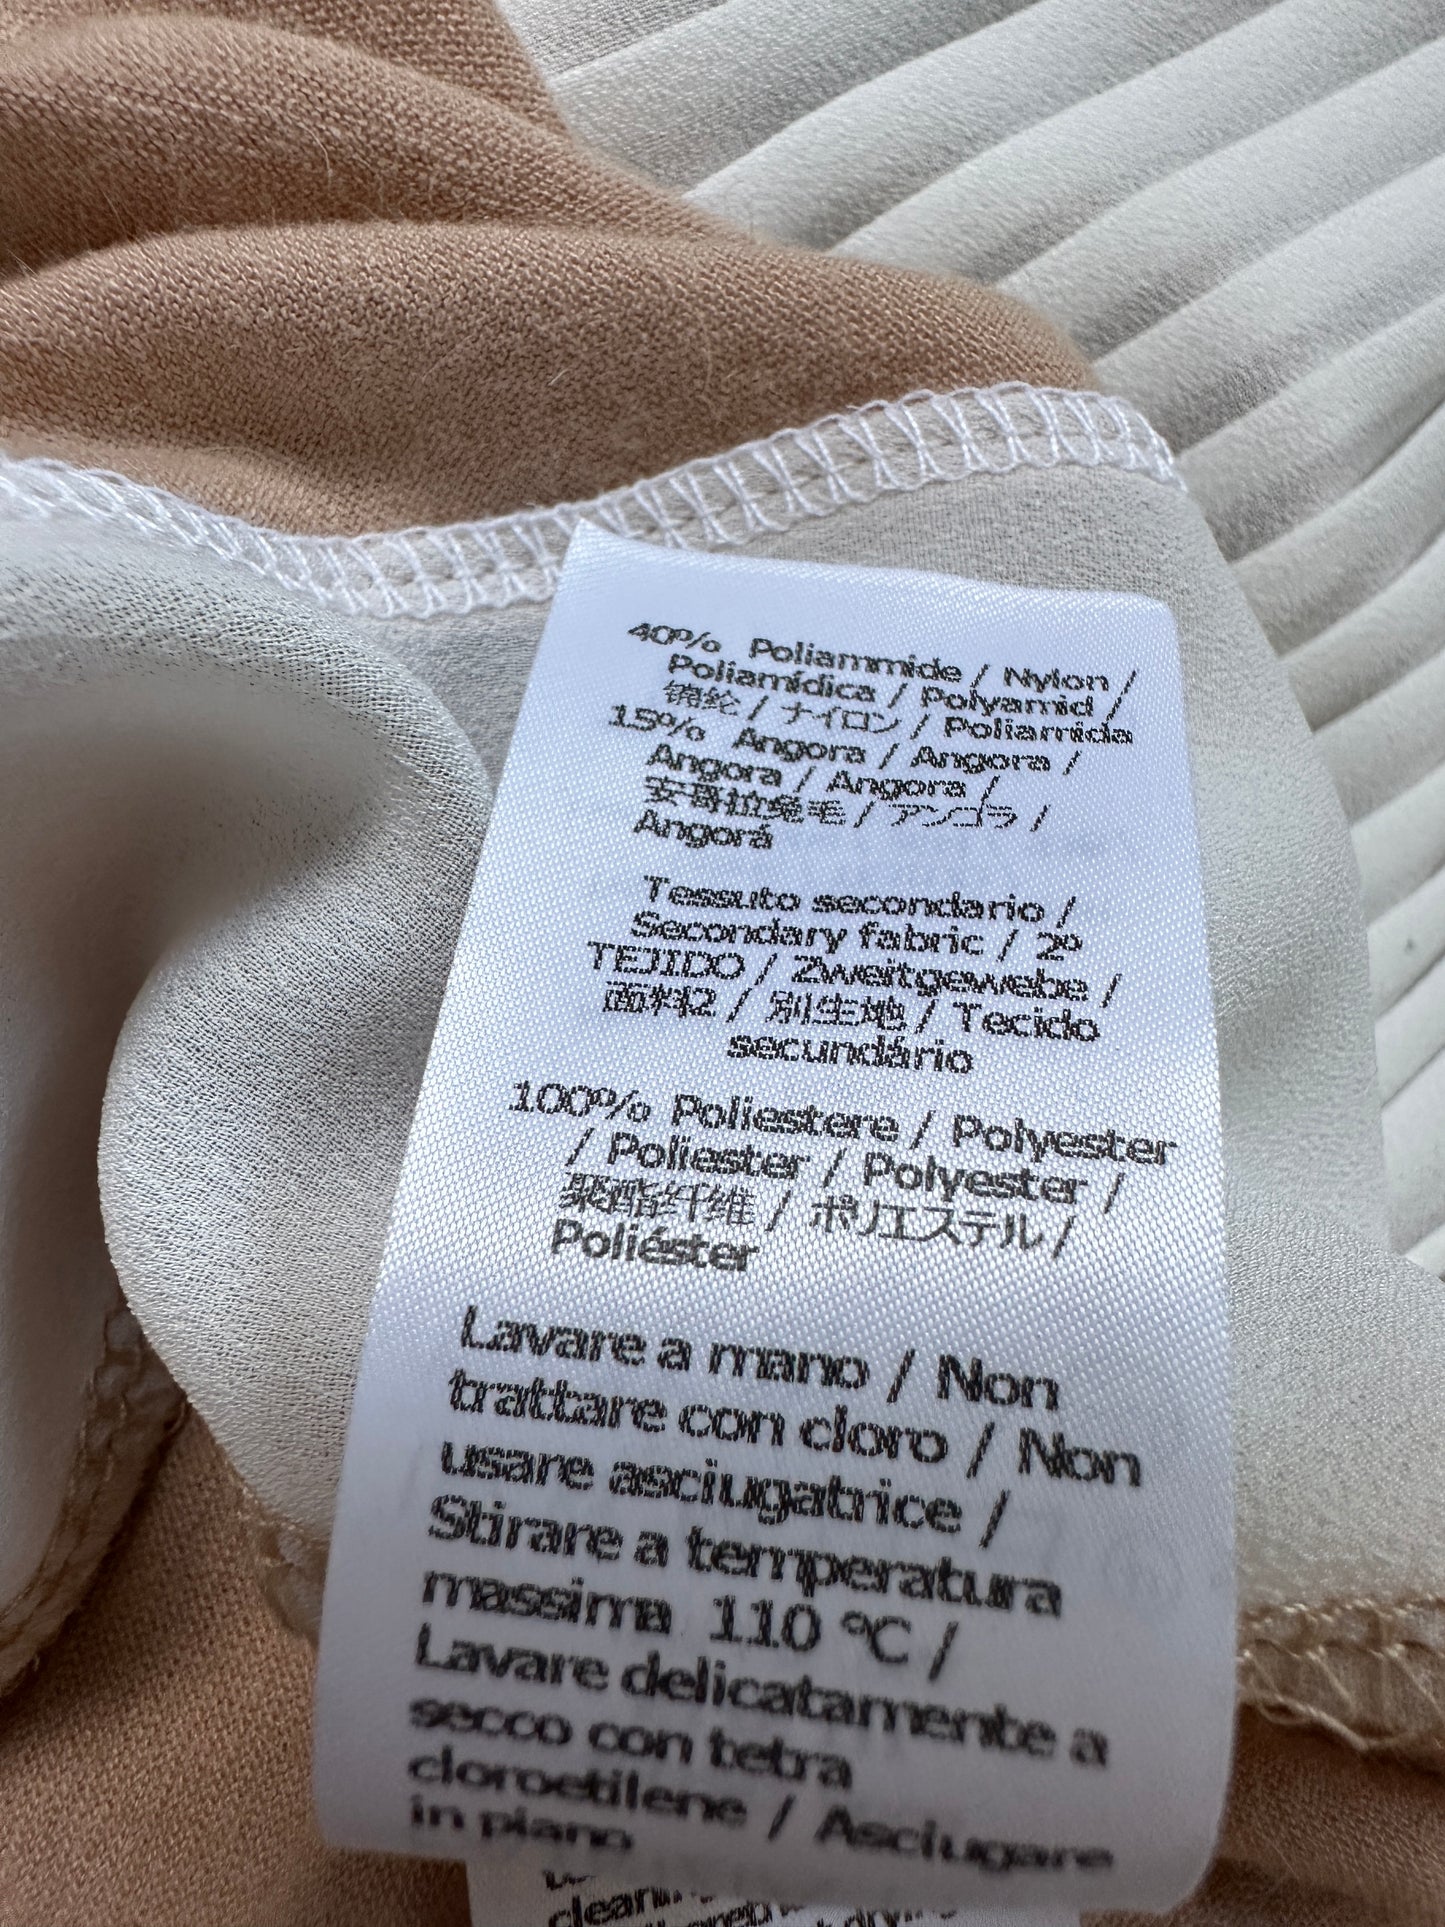 40% Poliammide / Nylon /
Poliamídica / Polyamid /
锦纶 / ナイロン / Poliamida
15% Angora / Angora /
Angora / Angora /
安哥拉兔毛 / アンゴラ /
Angorá
Tessuto secondario /
Secondary fabric / 2º
TEJIDO / Zweitgewebe /
面料2 / 別生地 / Tecido
secundário
100% Poliestere / Polyester
/ Poliester / Polyester /
聚酯纤维 / ポリエステル /
Poliéster
Lavare a mano / Non
trattare con cloro / Non
usare asciugatrice /
Stirare a temperatura
massima 110 ºC /
Lavare delicatamente a
secco con tetra
cloroetilene / Asciugare
in piano